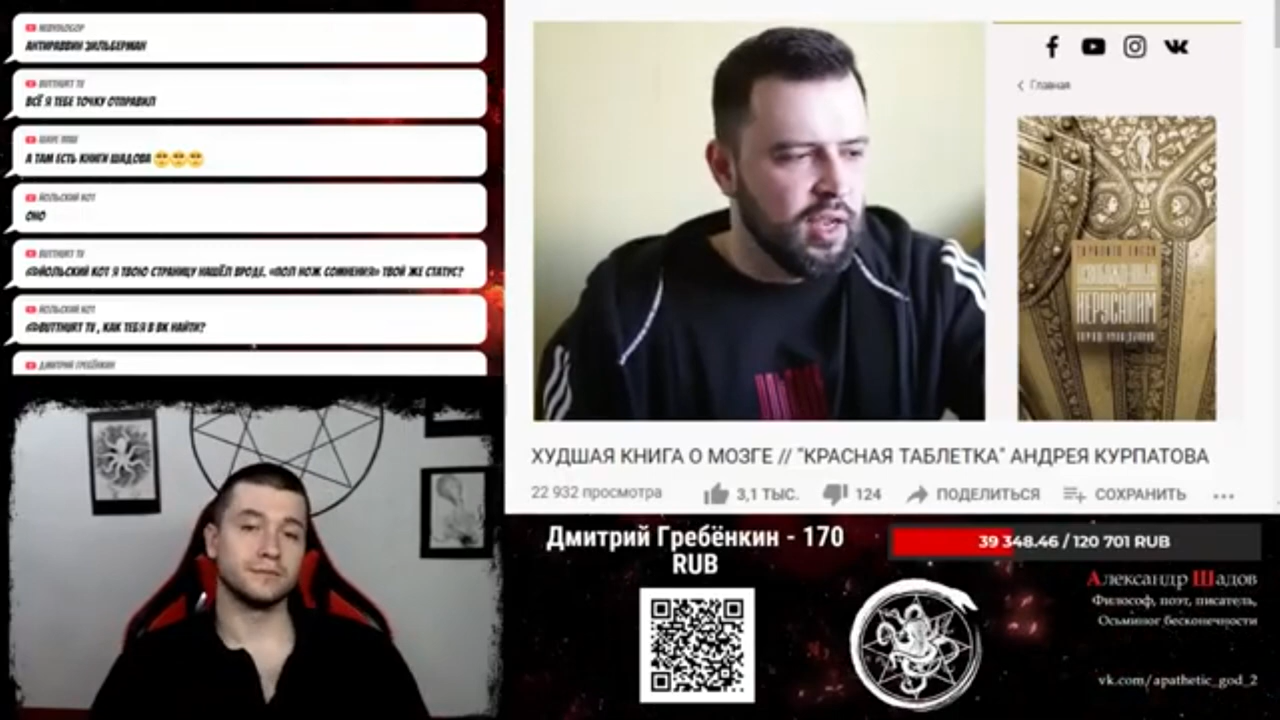 АНТИРАВВИН ЗИЛЬБЕРМАН
BUTTHURT TV
ВСЁ Я ТЕБЕ ТОЧКУ ОТПРАВИЛ
А ТАМ ЕСТЬ КНИГИ ШАДОВА 🥺🥺🥺
ЙОЛЬСКИЙ КОТ
ОНО
BUTTHURT TV
@ЙОЛЬСКИЙ КОТ Я ТВОЮ СТРАНИЦУ НАШЁЛ ВРОДЕ. «ПОЛ НОЖ СОМНЕНИЯ» ТВОЙ ЖЕ СТАТУС?
ЙОЛЬСКИЙ КОТ
@BUTTHURT TV , КАК ТЕБЯ В ВК НАЙТИ?
ДМИТРИЙ ГРЕБЁНКИН
Главная
ТОРКВАТО ТАССО
ОСВОБОЖДЕННЫЙ
ИЕРУСАЛИМ
ХУДШАЯ КНИГА О МОЗГЕ // "КРАСНАЯ ТАБЛЕТКА" АНДРЕЯ КУРПАТОВА
22 932 просмотра
3,1 ТЫС.
124
ПОДЕЛИТЬСЯ
СОХРАНИТЬ
Дмитрий Гребёнкин - 170
RUB
39 348.46 / 120 701 RUB
Александр Шадов
Философ, поэт, писатель,
Осьминог бесконечности
vk.com/apathetic_god_2